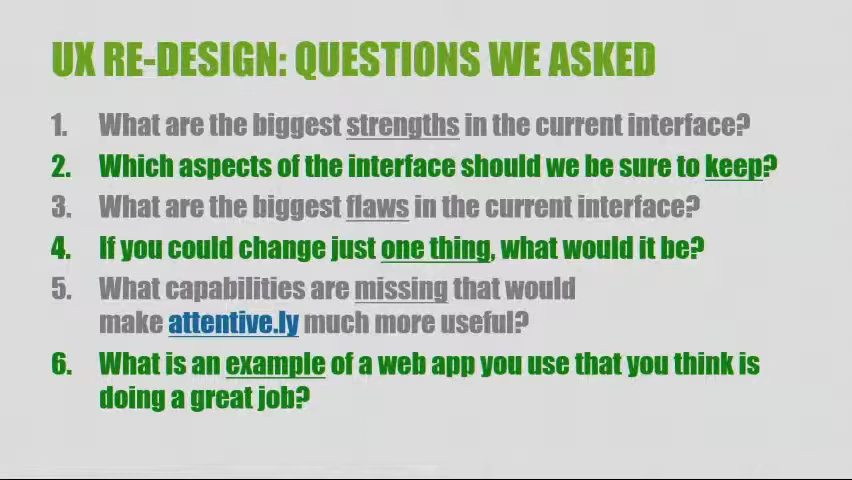 UX RE-DESIGN: QUESTIONS WE ASKED
1. What are the biggest strengths in the current interface?
2. Which aspects of the interface should we be sure to keep?
3. What are the biggest flaws in the current interface?
4. If you could change just one thing, what would it be?
5. What capabilities are missing that would
make attentive.ly much more useful?
6. What is an example of a web app you use that you think is
doing a great job?